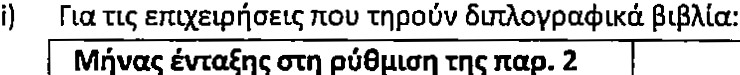 i) Για τις επιχειρήσεις που τηρούν διπλογραφικά βιβλία:
Μήνας ένταξης στη ρύθμιση της παρ. 2